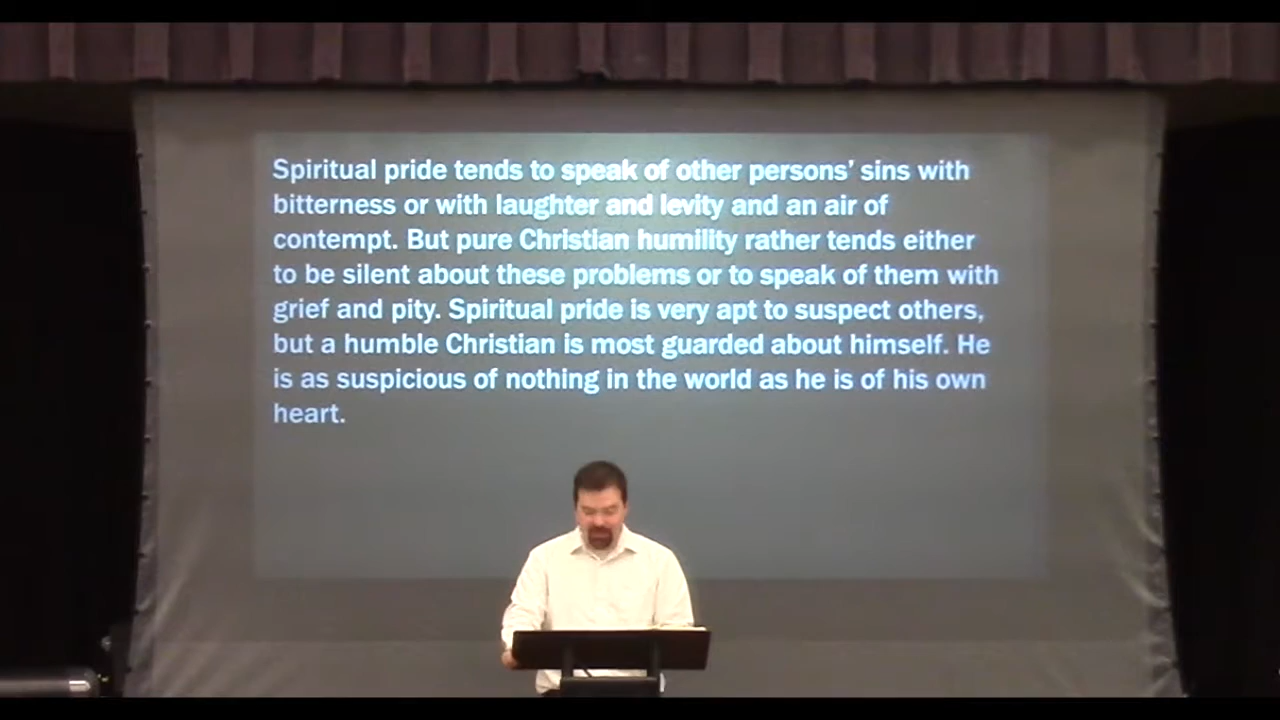 Spiritual pride tends to speak of other persons’ sins with
bitterness or with laughter and levity and an air of
contempt. But pure Christian humility rather tends either
to be silent about these problems or to speak of them with
grief and pity. Spiritual pride is very apt to suspect others,
but a humble Christian is most guarded about himself. He
is as suspicious of nothing in the world as he is of his own
heart.